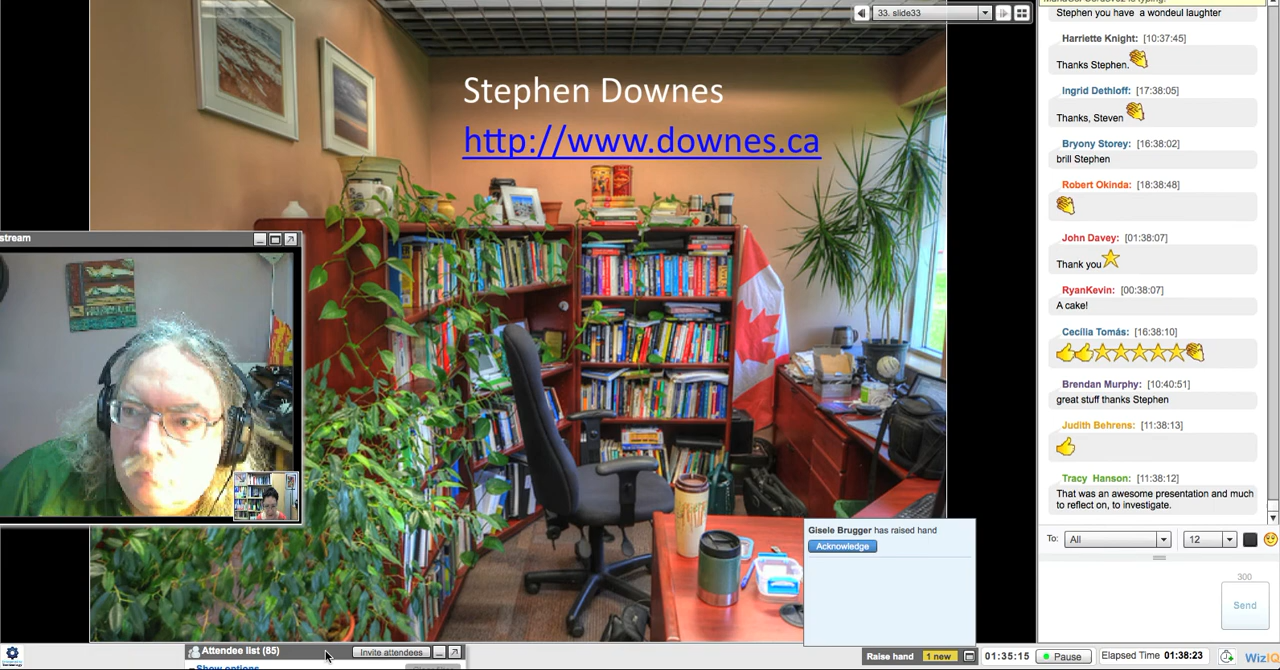 33. slide33
Stephen Downes
http://www.downes.ca
stream
Stephen you have a wondeul laughter
Harriette Knight: [10:37:45]
Thanks Stephen.
Ingrid Dethloff: [17:38:05]
Thanks, Steven
Bryony Storey: [16:38:02]
brill Stephen
Robert Okinda: [18:38:48]
John Davey: [01:38:07]
Thank you
RyanKevin: [00:38:07]
A cake!
Cecília Tomás: [16:38:10]
Brendan Murphy: [10:40:51]
great stuff thanks Stephen
Judith Behrens: [11:38:13]
Tracy Hanson: [11:38:12]
That was an awesome presentation and much
to reflect on, to investigate.
To: All 12
300
Send
Gisele Brugger has raised hand
Acknowledge
Attendee list (85) Invite attendees
Show options
Raise hand 1 new 01:35:15 Pause Elapsed Time 01:38:23 WizIQ